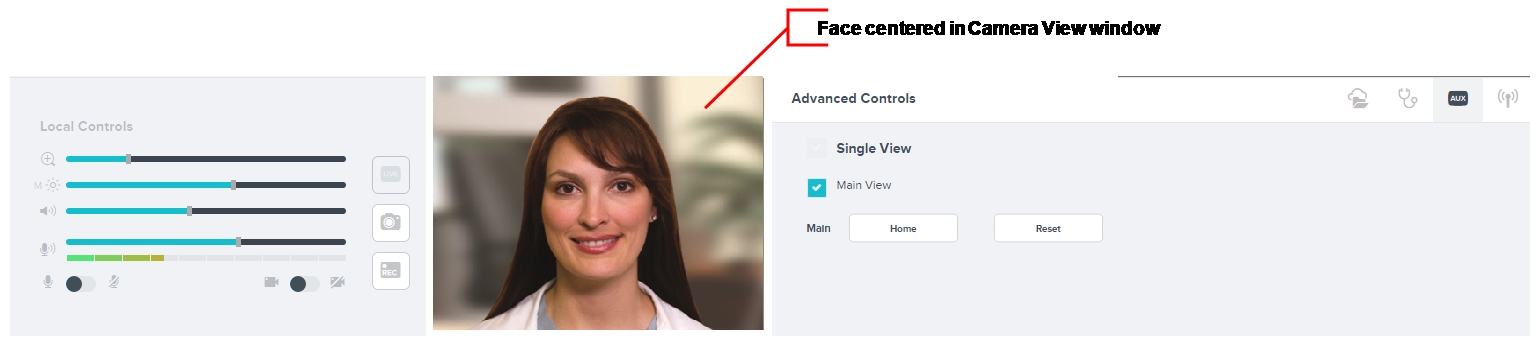 Face centered in Camera View window
Local Controls
M
LIVE
REC
Advanced Controls
AUX
Single View
Main View
Main
Home
Reset